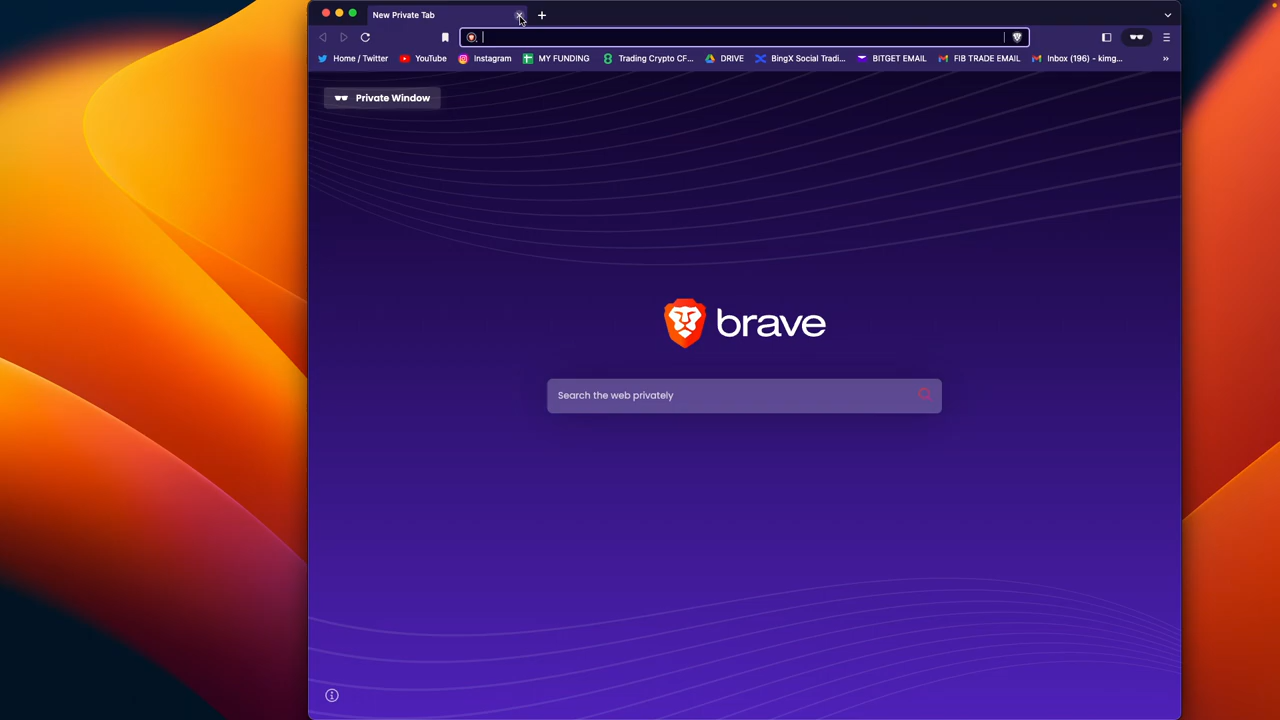 New Private Tab
Home / Twitter YouTube Instagram MY FUNDING Trading Crypto CF... DRIVE BingX Social Tradi... BITGET EMAIL FIB TRADE EMAIL Inbox (196) - kimg...
Private Window
brave
Search the web privately